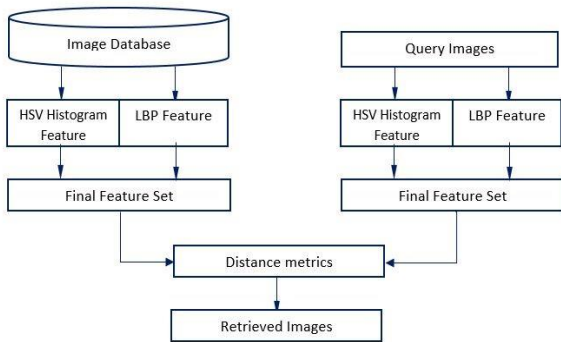 Image Database
Query Images
HSV Histogram
Feature
LBP Feature
HSV Histogram
Feature
LBP Feature
Final Feature Set
Final Feature Set
Distance metrics
Retrieved Images